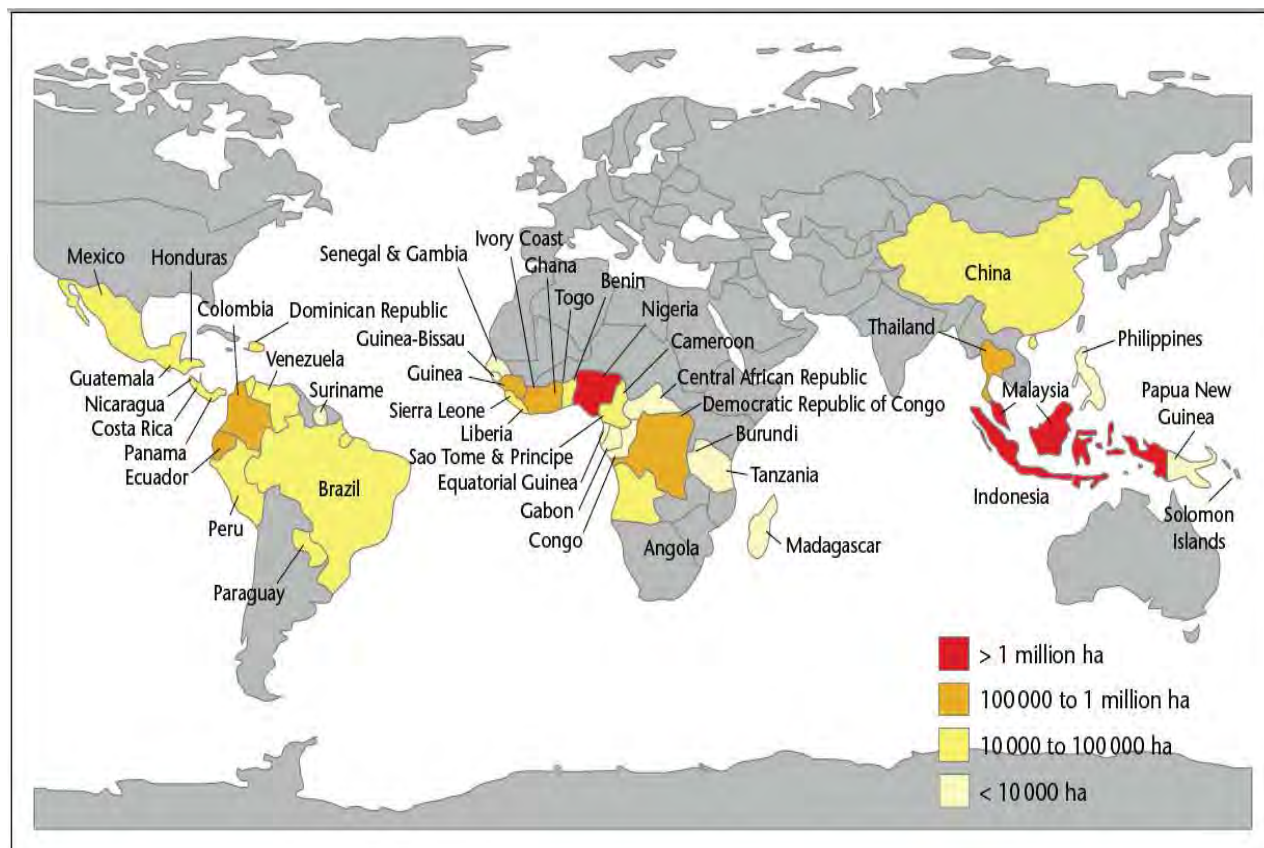 Mexico
Honduras
Colombia
Dominican Republic
Venezuela
Suriname
Guatemala
Nicaragua
Costa Rica
Panama
Ecuador
Peru
Brazil
Paraguay
Senegal & Gambia
Ivory Coast
Ghana
Togo
Benin
Nigeria
Cameroon
Guinea-Bissau
Guinea
Sierra Leone
Liberia
Sao Tome & Principe
Equatorial Guinea
Gabon
Congo
Central African Republic
Democratic Republic of Congo
Burundi
Tanzania
Angola
Madagascar
China
Thailand
Philippines
Malaysia
Papua New
Guinea
Indonesia
Solomon
Islands
> 1 million ha
100 000 to 1 million ha
10 000 to 100 000 ha
< 10 000 ha